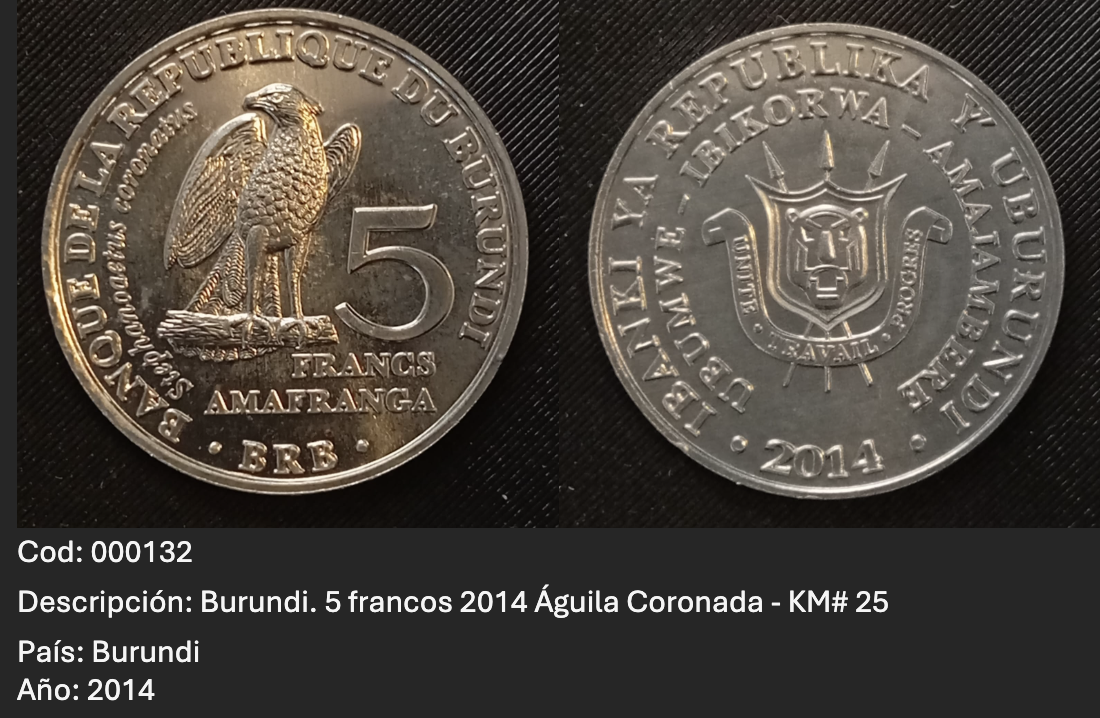 BANQUE DE LA REPUBLIQUE DU BURUNDI
Stephanoaetus coronatus
5
FRANCS
AMAFRANGA
• BRB •
IBANKI YA REPUBLIKA Y' UBURUNDI
UBUMWE - IBIKORWA - AMAJAMBERE
UNITE • TRAVAIL • PROGRES
• 2014 •
Cod: 000132
Descripción: Burundi. 5 francos 2014 Águila Coronada - KM# 25
País: Burundi
Año: 2014